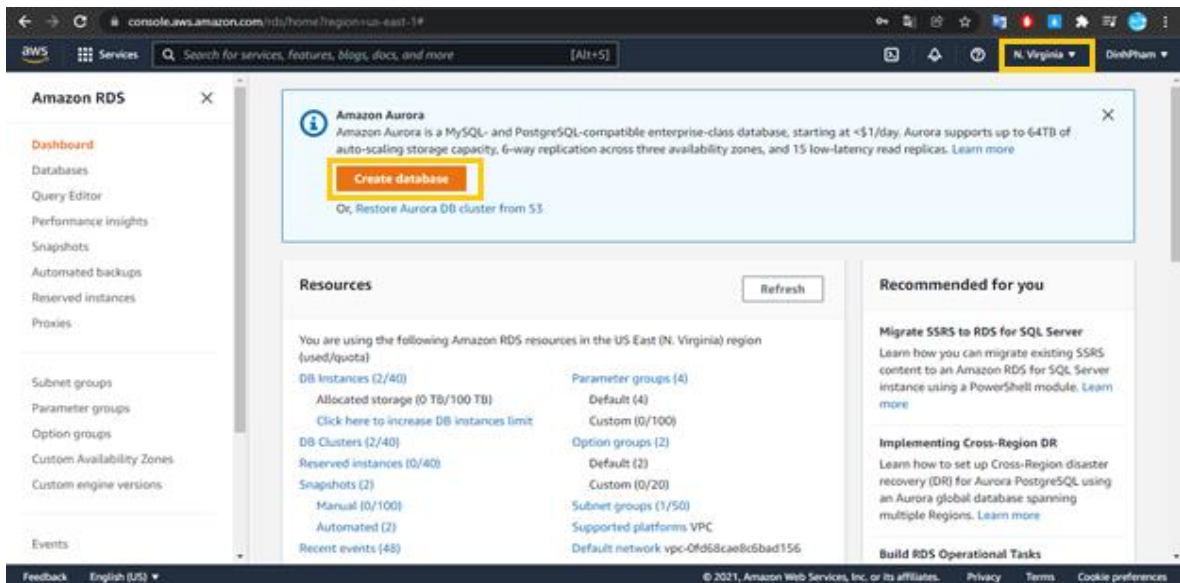 console.aws.amazon.com/rds/home?region=us-east-1#
aws
Services
Search for services, features, blogs, docs, and more
[Alt+S]
N. Virginia ▼
DinhPham ▼
Amazon RDS
Dashboard
Databases
Query Editor
Performance insights
Snapshots
Automated backups
Reserved instances
Proxies
Subnet groups
Parameter groups
Option groups
Custom Availability Zones
Custom engine versions
Events
Amazon Aurora
Amazon Aurora is a MySQL- and PostgreSQL-compatible enterprise-class database, starting at <$1/day. Aurora supports up to 64TB of
auto-scaling storage capacity, 6-way replication across three availability zones, and 15 low-latency read replicas. Learn more
Create database
Or, Restore Aurora DB cluster from S3
Resources
Refresh
You are using the following Amazon RDS resources in the US East (N. Virginia) region
(used/quota)
DB Instances (2/40)
Allocated storage (0 TB/100 TB)
Click here to increase DB instances limit
DB Clusters (2/40)
Reserved instances (0/40)
Snapshots (2)
Manual (0/100)
Automated (2)
Recent events (48)
Parameter groups (4)
Default (4)
Custom (0/100)
Option groups (2)
Default (2)
Custom (0/20)
Subnet groups (1/50)
Supported platforms VPC
Default network vpc-0fd68cae8c6bad156
Recommended for you
Migrate SSRS to RDS for SQL Server
Learn how you can migrate existing SSRS
content to an Amazon RDS for SQL Server
instance using a PowerShell module. Learn
more
Implementing Cross-Region DR
Learn how to set up Cross-Region disaster
recovery (DR) for Aurora PostgreSQL using
an Aurora global database spanning
multiple Regions. Learn more
Build RDS Operational Tasks
Feedback
English (US) ▼
© 2021, Amazon Web Services, Inc. or its affiliates.
Privacy
Terms
Cookie preferences